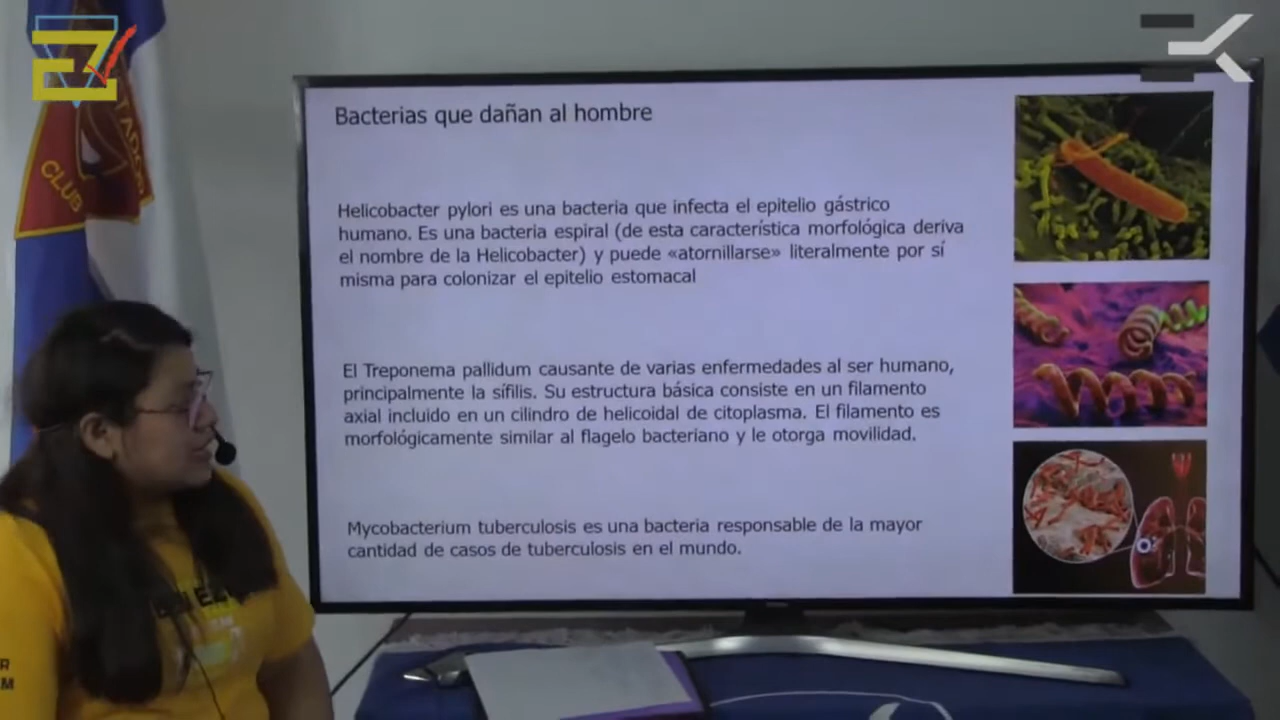 EZ
CLUB
Bacterias que dañan al hombre
Helicobacter pylori es una bacteria que infecta el epitelio gástrico
humano. Es una bacteria espiral (de esta característica morfológica deriva
el nombre de la Helicobacter) y puede «atornillarse» literalmente por sí
misma para colonizar el epitelio estomacal
El Treponema pallidum causante de varias enfermedades al ser humano,
principalmente la sífilis. Su estructura básica consiste en un filamento
axial incluido en un cilindro de helicoidal de citoplasma. El filamento es
morfológicamente similar al flagelo bacteriano y le otorga movilidad.
Mycobacterium tuberculosis es una bacteria responsable de la mayor
cantidad de casos de tuberculosis en el mundo.